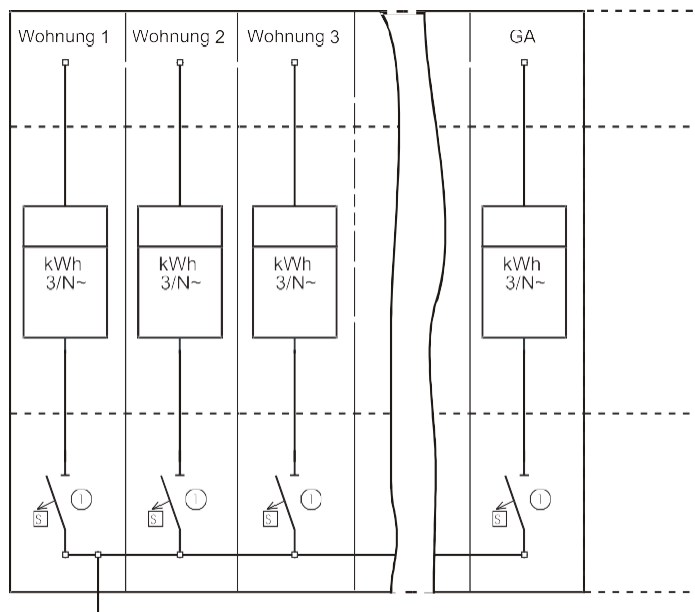 Wohnung 1
Wohnung 2
Wohnung 3
GA
kWh
3/N~
kWh
3/N~
kWh
3/N~
kWh
3/N~
S
I
S
I
S
I
S
I